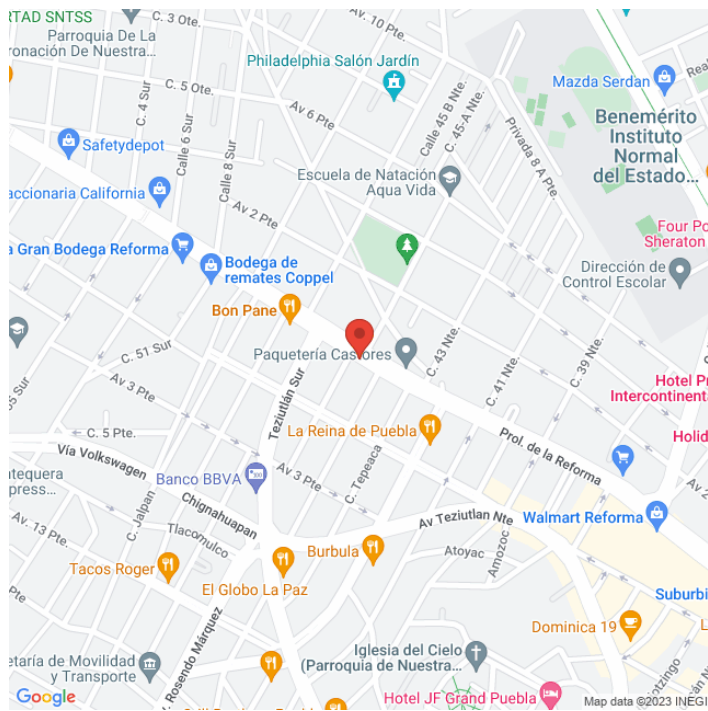 RTAD SNTSS
C. 3 Ote.
Parroquia De La
ronación De Nuestra...
Av. 10 Pte.
Real
Philadelphia Salón Jardín
Mazda Serdan
C. 5 Ote.
Av 6 Pte.
Calle 45 B Nte.
C. 45-A Nte.
Privada 8 A Pte.
Benemérito
Instituto
Normal
del Estado...
C. 4 Sur
Calle 6 Sur
Calle 8 Sur
Safetydepot
Escuela de Natación
Aqua Vida
accionaria California
Av 2 Pte
Four Po
Sheraton
a Gran Bodega Reforma
Bodega de
remates Coppel
Dirección de
Control Escolar
Bon Pane
C. 51 Sur
Paquetería Castores
C. 43 Nte.
C. 41 Nte.
C. 39 Nte.
Av 3 Pte
Teziutlán Sur
Hotel Pr
Intercontinenta
C. 5 Pte.
La Reina de Puebla
Holid
Vía Volkswagen
Prol. de la Reforma
ntequera
press...
Banco BBVA
Av 3 Pte
C. Tepeaca
Av 2
C. Jalpan
Chignahuapan
Av Teziutlan Nte
Walmart Reforma
Av. 13 Pte.
Tlacomulco
Burbula
Atoyac
Amozoc
Tacos Roger
El Globo La Paz
Suburbi
Dominica 19
L
. Rosendo Márquez
Iglesia del Cielo
(Parroquia de Nuestra...
etaría de Movilidad
y Transporte
Hotel JF Grand Puebla
Google
Map data ©2023 INEGI